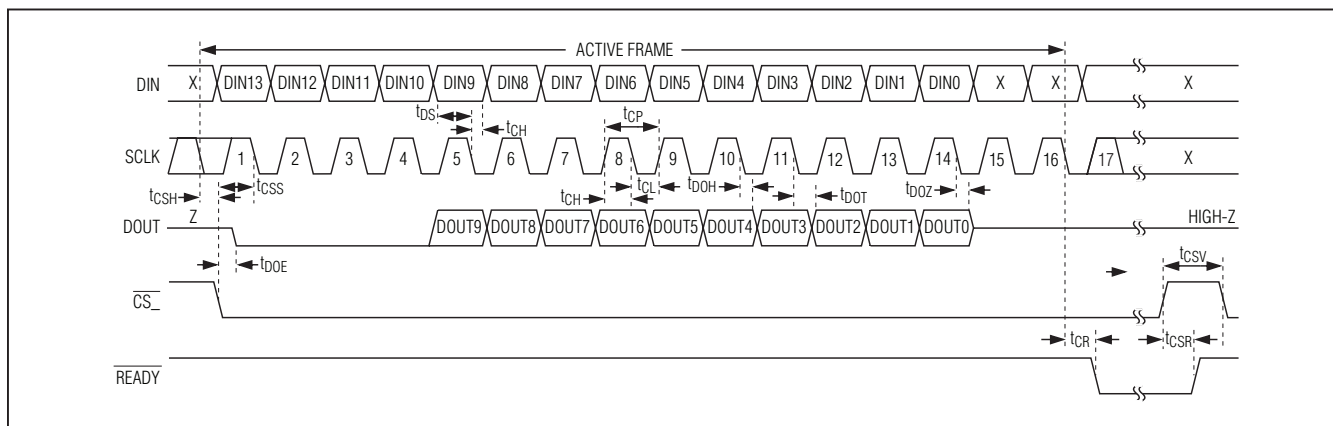 ACTIVE FRAME
DIN X DIN13 DIN12 DIN11 DIN10 DIN9 DIN8 DIN7 DIN6 DIN5 DIN4 DIN3 DIN2 DIN1 DIN0 X X X
tDS tCH tCP
SCLK 1 2 3 4 5 6 7 8 9 10 11 12 13 14 15 16 17 X
tCSH tCSS tCH tCL tDOH tDOT tDOZ
DOUT Z DOUT9 DOUT8 DOUT7 DOUT6 DOUT5 DOUT4 DOUT3 DOUT2 DOUT1 DOUT0 HIGH-Z
tDOE tCSV
CS_
tCR tCSR
READY